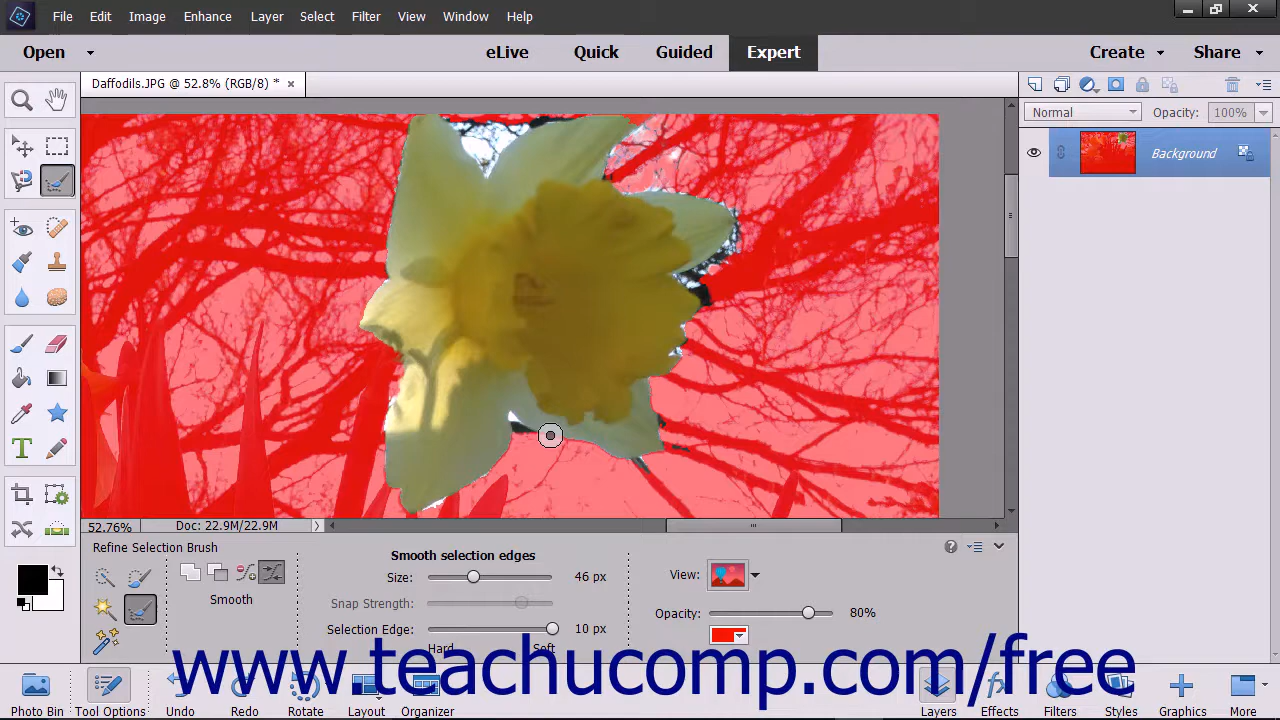 File Edit Image Enhance Layer Select Filter View Window Help
Open eLive Quick Guided Expert Create Share
Daffodils.JPG @ 52.8% (RGB/8) * ×
Normal Opacity: 100%
Background
52.76% Doc: 22.9M/22.9M
Refine Selection Brush
Smooth
Smooth selection edges
Size: 46 px
Snap Strength:
Selection Edge: 10 px
Hard Soft
View:
Opacity: 80%
www.teachucomp.com/free
Photo Bin Tool Options Undo Redo Rotate Layout Organizer Layers Effects Filters Styles Graphics More